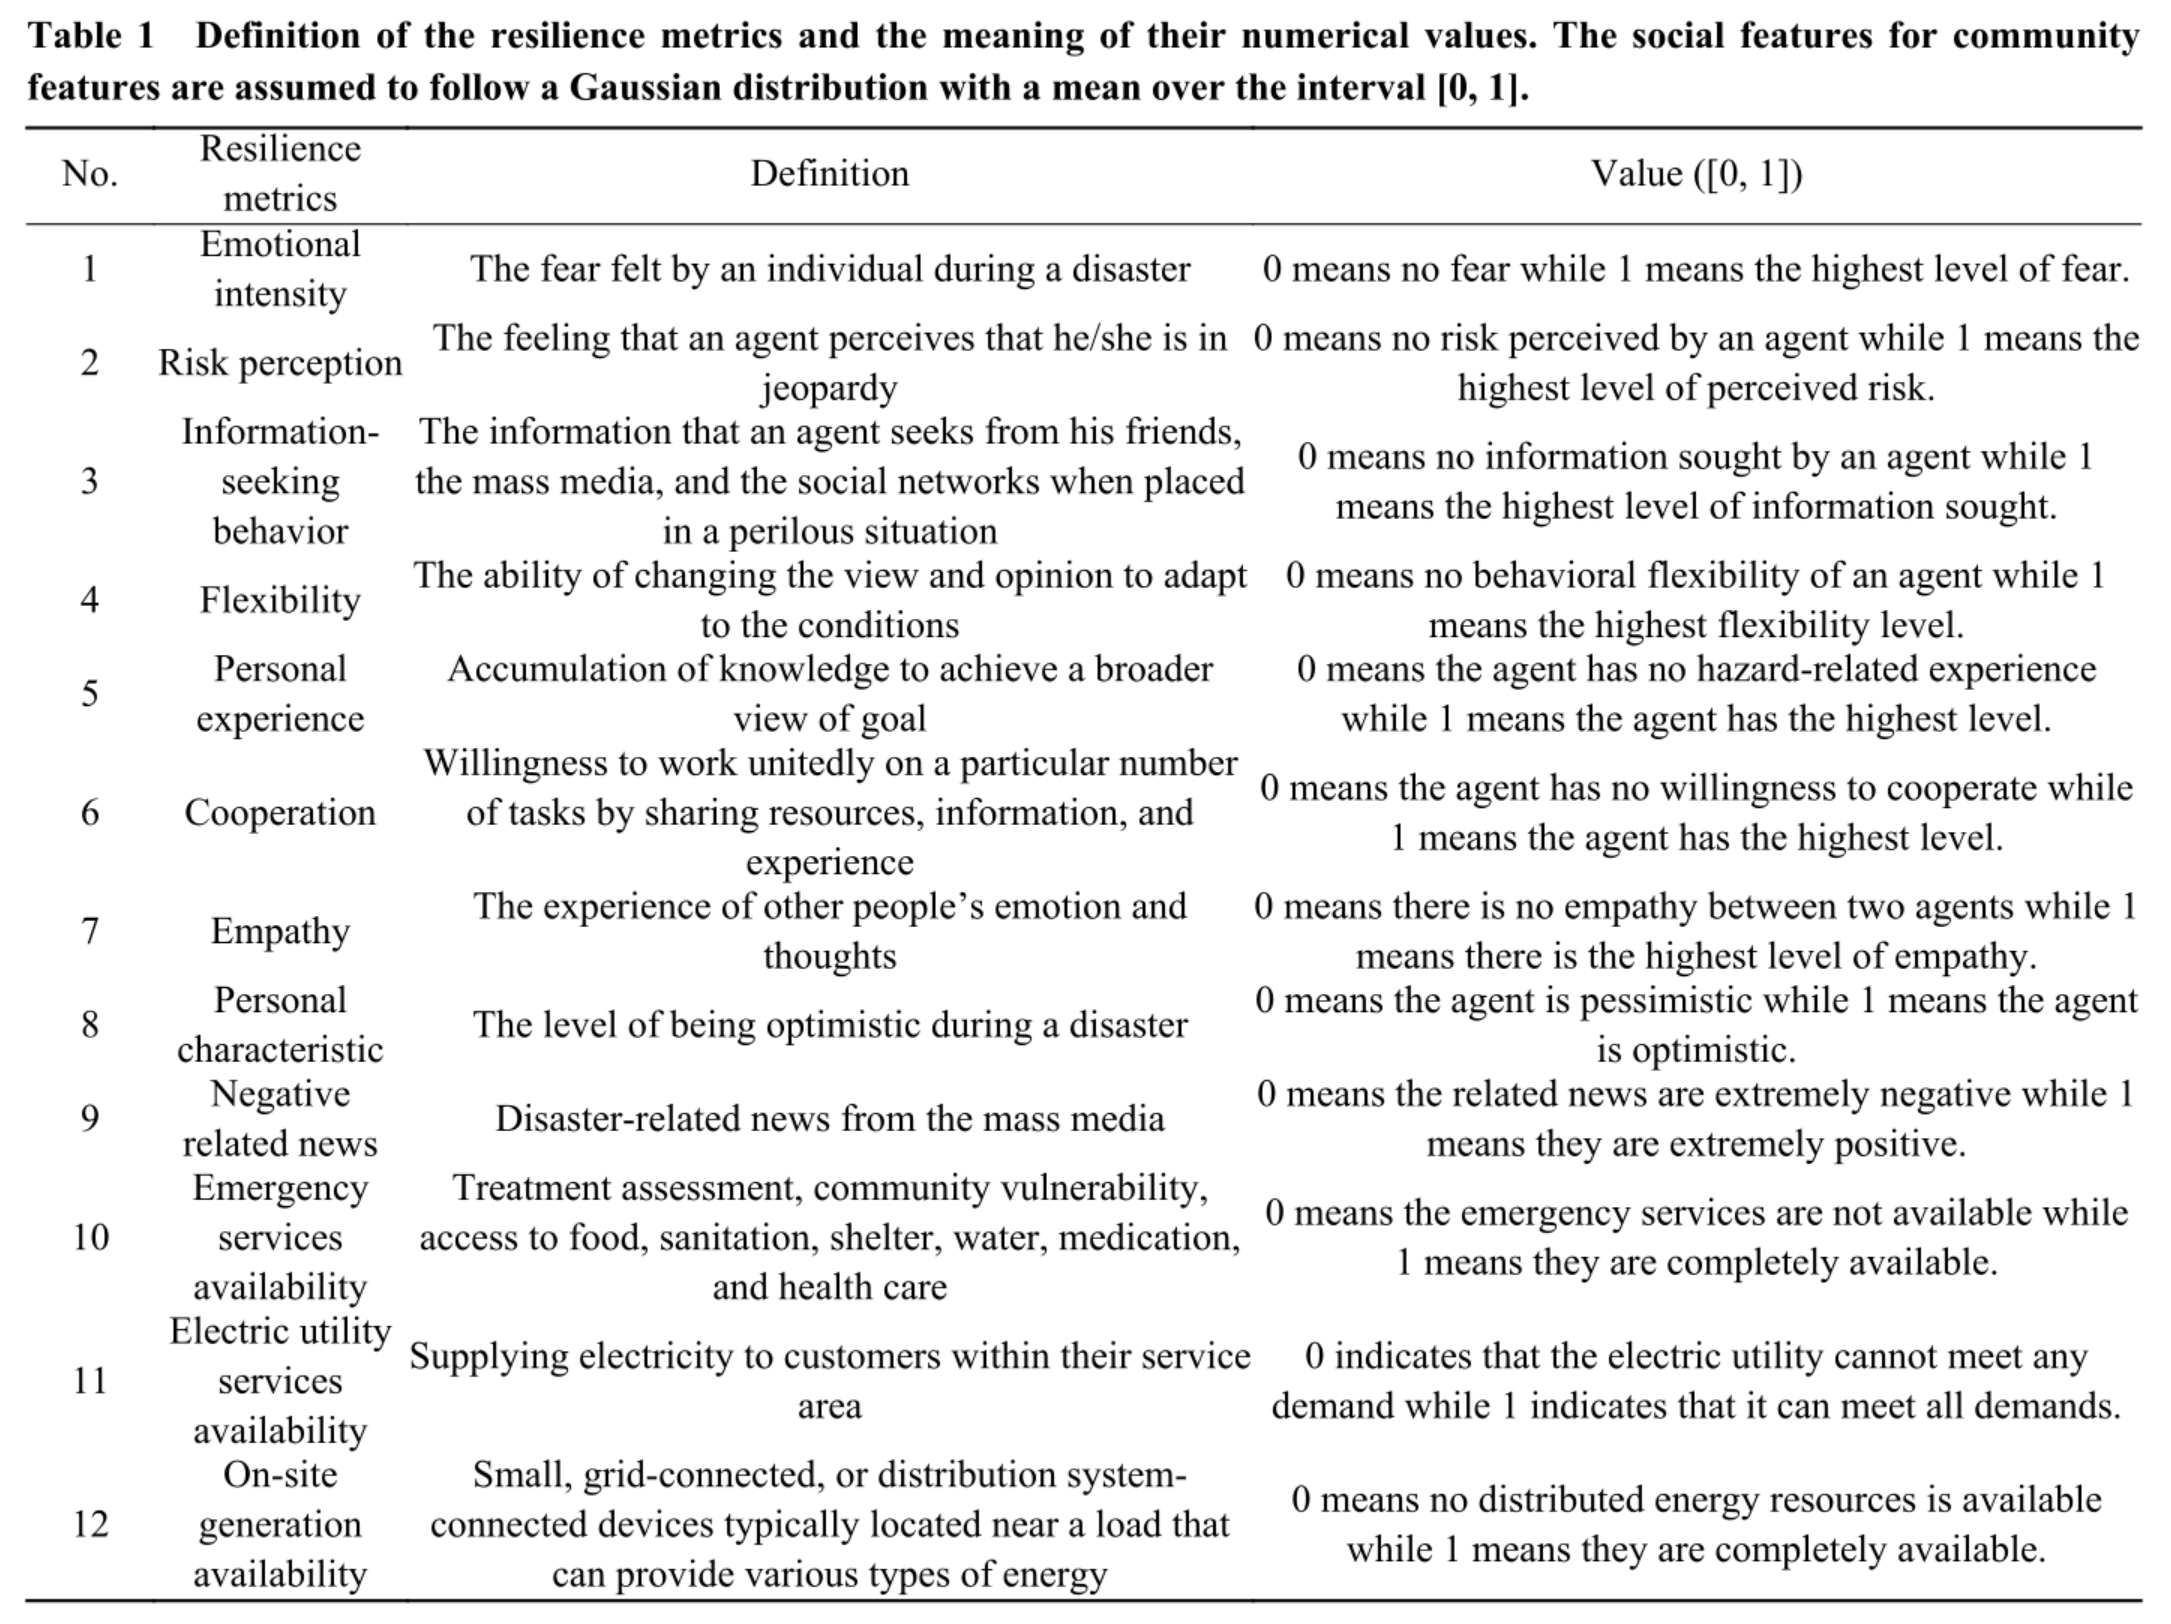 Table 1 Definition of the resilience metrics and the meaning of their numerical values. The social features for community
features are assumed to follow a Gaussian distribution with a mean over the interval [0, 1].
No.
Resilience
metrics
Definition
Value ([0, 1])
1
Emotional
intensity
The fear felt by an individual during a disaster
0 means no fear while 1 means the highest level of fear.
2
Risk perception
The feeling that an agent perceives that he/she is in
jeopardy
0 means no risk perceived by an agent while 1 means the
highest level of perceived risk.
3
Information-
seeking
behavior
The information that an agent seeks from his friends,
the mass media, and the social networks when placed
in a perilous situation
0 means no information sought by an agent while 1
means the highest level of information sought.
4
Flexibility
The ability of changing the view and opinion to adapt
to the conditions
0 means no behavioral flexibility of an agent while 1
means the highest flexibility level.
5
Personal
experience
Accumulation of knowledge to achieve a broader
view of goal
0 means the agent has no hazard-related experience
while 1 means the agent has the highest level.
6
Cooperation
Willingness to work unitedly on a particular number
of tasks by sharing resources, information, and
experience
0 means the agent has no willingness to cooperate while
1 means the agent has the highest level.
7
Empathy
The experience of other people’s emotion and
thoughts
0 means there is no empathy between two agents while 1
means there is the highest level of empathy.
8
Personal
characteristic
The level of being optimistic during a disaster
0 means the agent is pessimistic while 1 means the agent
is optimistic.
9
Negative
related news
Disaster-related news from the mass media
0 means the related news are extremely negative while 1
means they are extremely positive.
10
Emergency
services
availability
Treatment assessment, community vulnerability,
access to food, sanitation, shelter, water, medication,
and health care
0 means the emergency services are not available while
1 means they are completely available.
11
Electric utility
services
availability
Supplying electricity to customers within their service
area
0 indicates that the electric utility cannot meet any
demand while 1 indicates that it can meet all demands.
12
On-site
generation
availability
Small, grid-connected, or distribution system-
connected devices typically located near a load that
can provide various types of energy
0 means no distributed energy resources is available
while 1 means they are completely available.